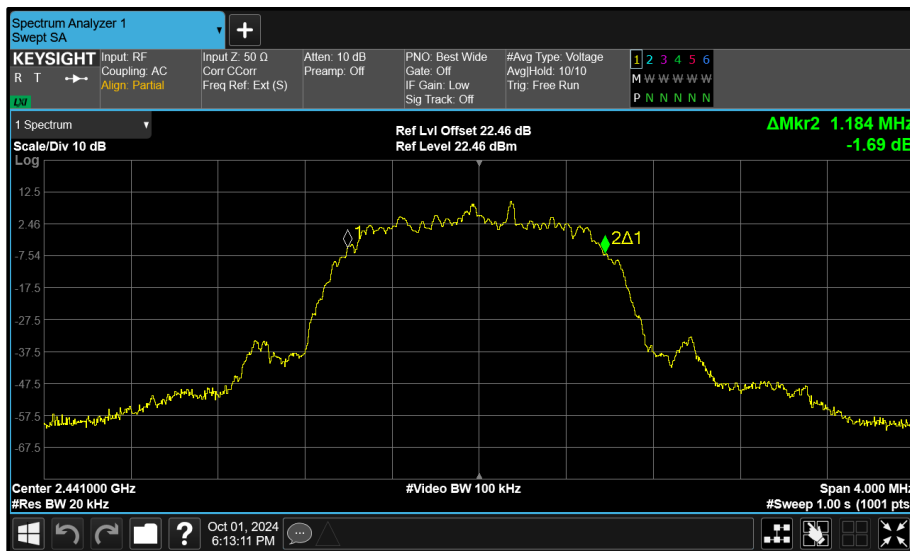 Spectrum Analyzer 1
Swept SA
+
KEYSIGHT
R T
LXI
Input: RF
Coupling: AC
Align: Partial
Input Z: 50 Ω
Corr CCorr
Freq Ref: Ext (S)
Atten: 10 dB
Preamp: Off
PNO: Best Wide
Gate: Off
IF Gain: Low
Sig Track: Off
#Avg Type: Voltage
Avg|Hold: 10/10
Trig: Free Run
1 2 3 4 5 6
M W W W W W
P N N N N N
1 Spectrum
Scale/Div 10 dB
Ref Lvl Offset 22.46 dB
Ref Level 22.46 dBm
ΔMkr2 1.184 MHz
-1.69 dB
Log
12.5
2.46
-7.54
-17.5
-27.5
-37.5
-47.5
-57.5
-67.5
1
2Δ1
Center 2.441000 GHz
#Video BW 100 kHz
Span 4.000 MHz
#Res BW 20 kHz
#Sweep 1.00 s (1001 pts
?
Oct 01, 2024
6:13:11 PM